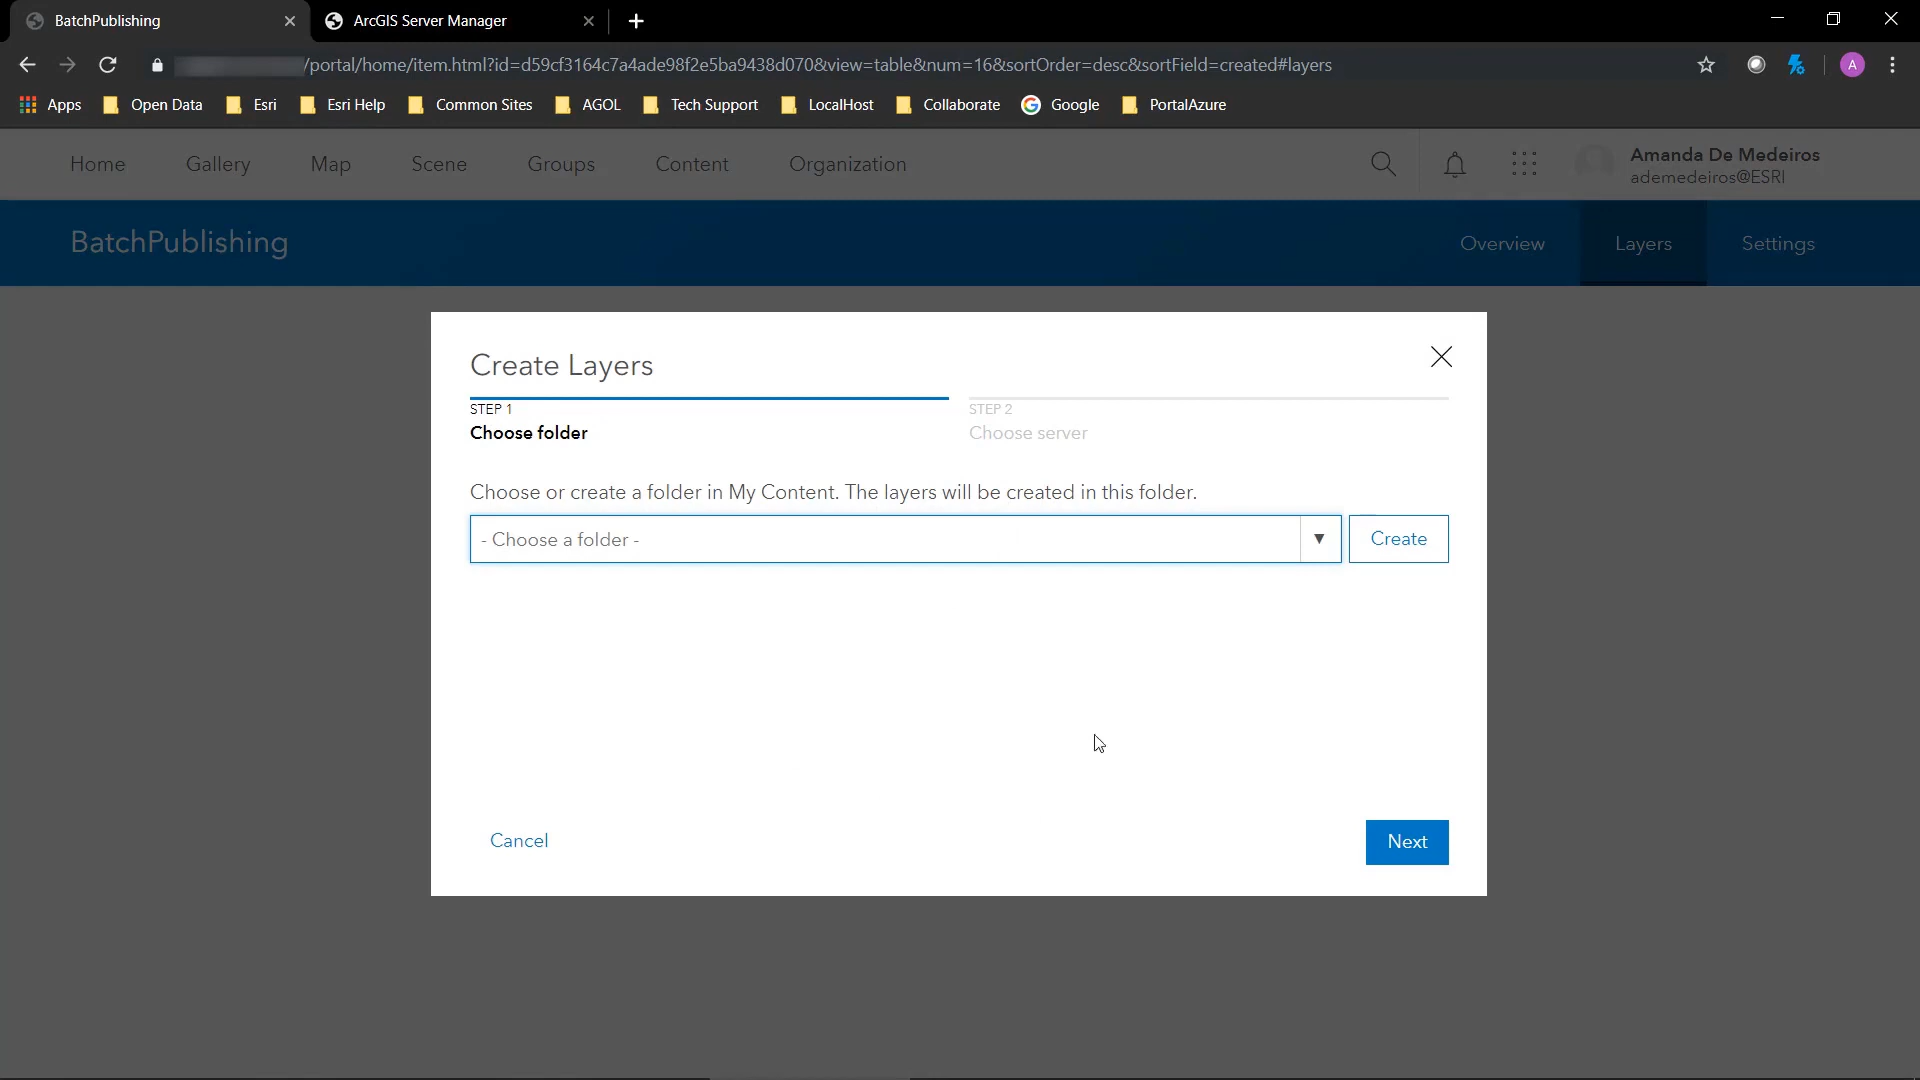 BatchPublishing
ArcGIS Server Manager
/portal/home/item.html?id=d59cf3164c7a4ade98f2e5ba9438d070&view=table&num=16&sortOrder=desc&sortField=created#layers
A
Apps Open Data Esri Esri Help Common Sites AGOL Tech Support LocalHost Collaborate Google PortalAzure
Home Gallery Map Scene Groups Content Organization
Amanda De Medeiros
ademedeiros@ESRI
BatchPublishing
Overview Layers Settings
Create Layers
STEP 1
Choose folder
STEP 2
Choose server
Choose or create a folder in My Content. The layers will be created in this folder.
- Choose a folder -
Create
Cancel
Next